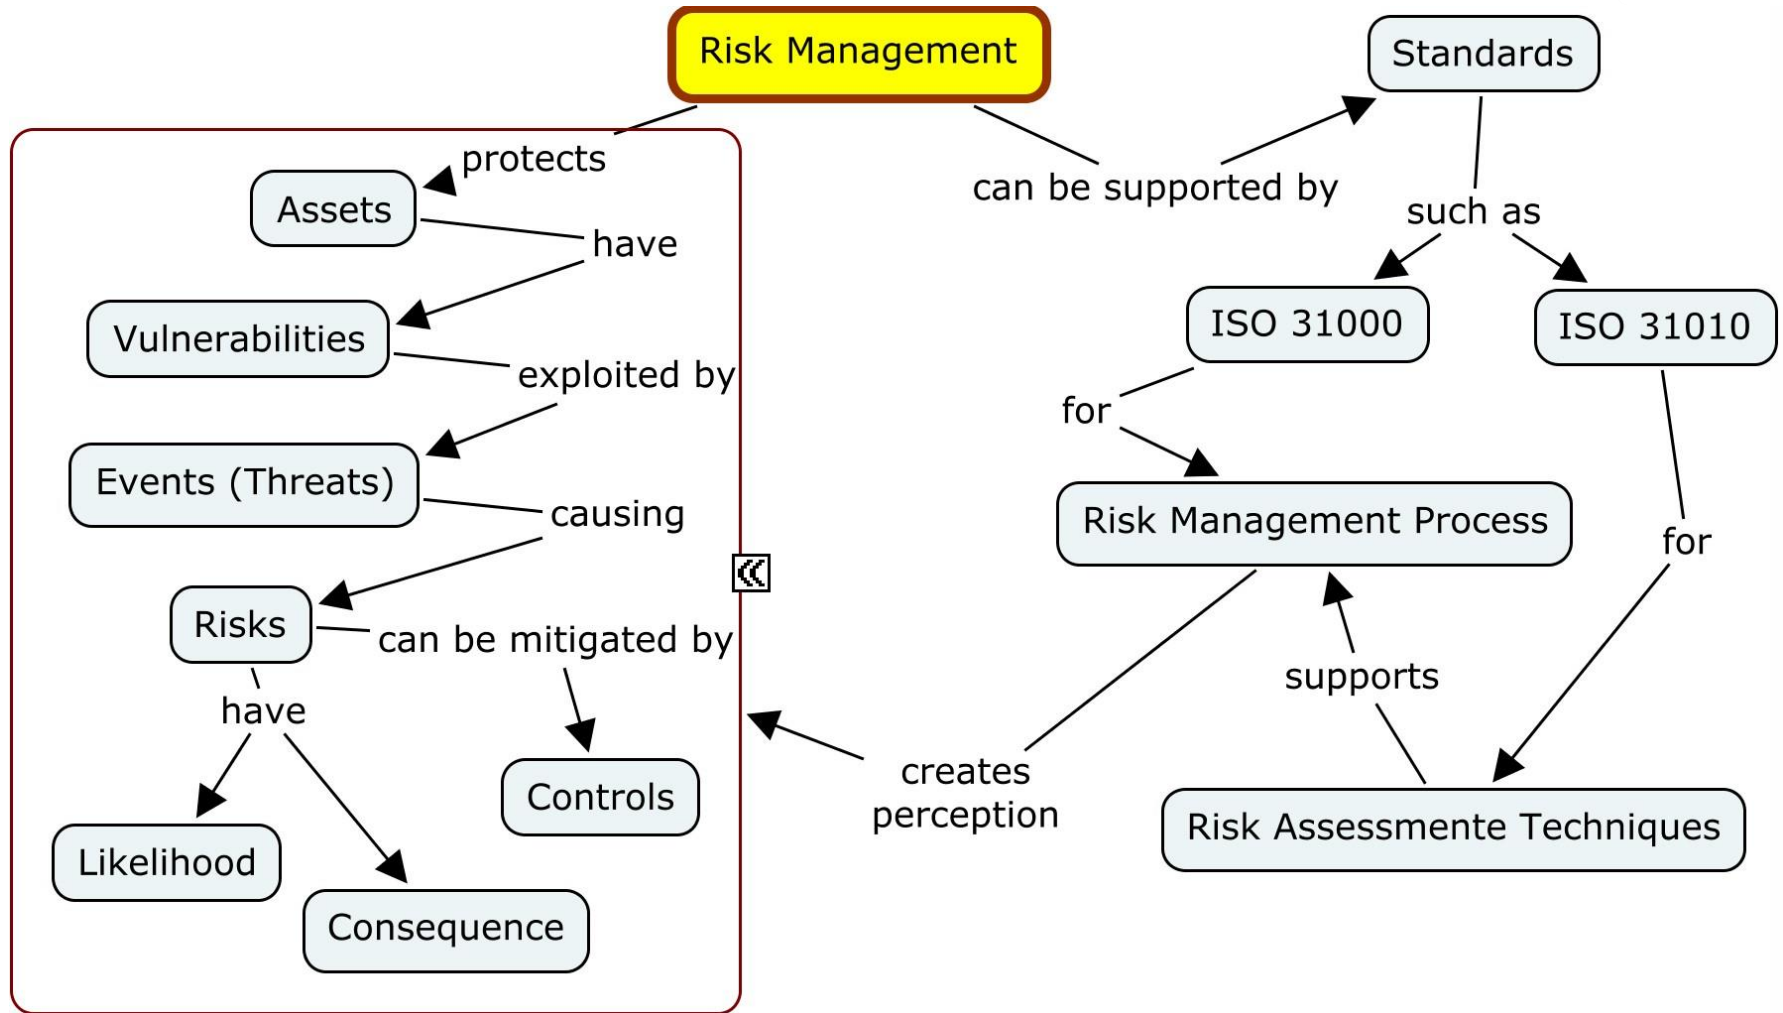 Risk Management
Standards
protects
can be supported by
Assets
such as
have
Vulnerabilities
ISO 31000
ISO 31010
exploited by
for
Events (Threats)
causing
Risk Management Process
for
Risks
can be mitigated by
supports
have
Controls
creates
perception
Likelihood
Risk Assessmente Techniques
Consequence